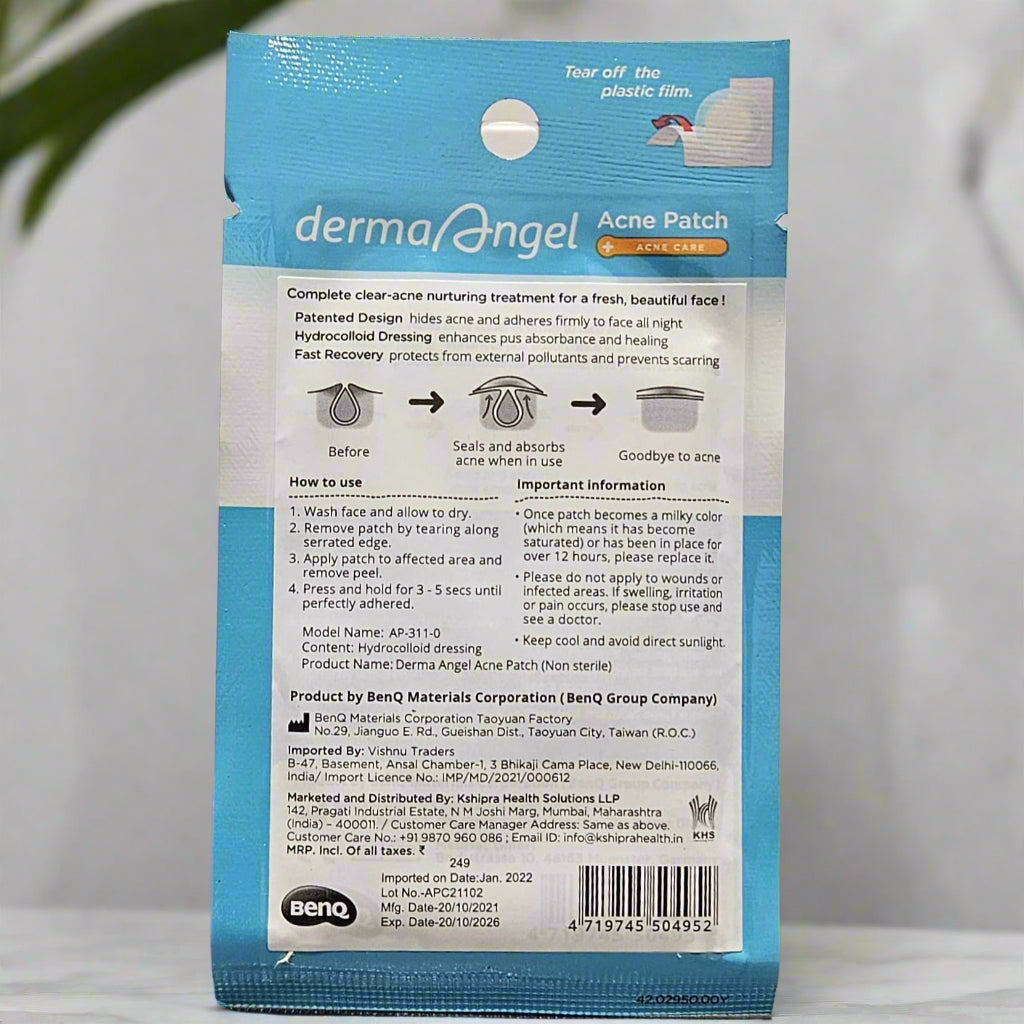 Tear off the
plastic film.
dermaAngel Acne Patch
+ ACNE CARE
Complete clear-acne nurturing treatment for a fresh, beautiful face!
Patented Design hides acne and adheres firmly to face all night
Hydrocolloid Dressing enhances pus absorbance and healing
Fast Recovery protects from external pollutants and prevents scarring
Before
Seals and absorbs
acne when in use
Goodbye to acne
How to use
1. Wash face and allow to dry.
2. Remove patch by tearing along
serrated edge.
3. Apply patch to affected area and
remove peel.
4. Press and hold for 3 - 5 secs until
perfectly adhered.
Important information
• Once patch becomes a milky color
(which means it has become
saturated) or has been in place for
over 12 hours, please replace it.
• Please do not apply to wounds or
infected areas. If swelling, irritation
or pain occurs, please stop use and
see a doctor.
• Keep cool and avoid direct sunlight.
Model Name: AP-311-0
Content: Hydrocolloid dressing
Product Name: Derma Angel Acne Patch (Non sterile)
Product by BenQ Materials Corporation (BenQ Group Company)
BenQ Materials Corporation Taoyuan Factory
No.29, Jianguo E. Rd., Gueishan Dist., Taoyuan City, Taiwan (R.O.C.)
Imported By: Vishnu Traders
B-47, Basement, Ansal Chamber-1, 3 Bhikaji Cama Place, New Delhi-110066,
India/ Import Licence No.: IMP/MD/2021/000612
Marketed and Distributed By: Kshipra Health Solutions LLP
142, Pragati Industrial Estate, N M Joshi Marg, Mumbai, Maharashtra
(India) – 400011. / Customer Care Manager Address: Same as above.
Customer Care No.: +91 9870 960 086 ; Email ID: info@kshiprahealth.in
KHS
MRP. Incl. Of all taxes. ₹
249
Imported on Date:Jan. 2022
Lot No.-APC21102
Mfg. Date-20/10/2021
Exp. Date-20/10/2026
BenQ
4 719745 504952
42.02950.00Y